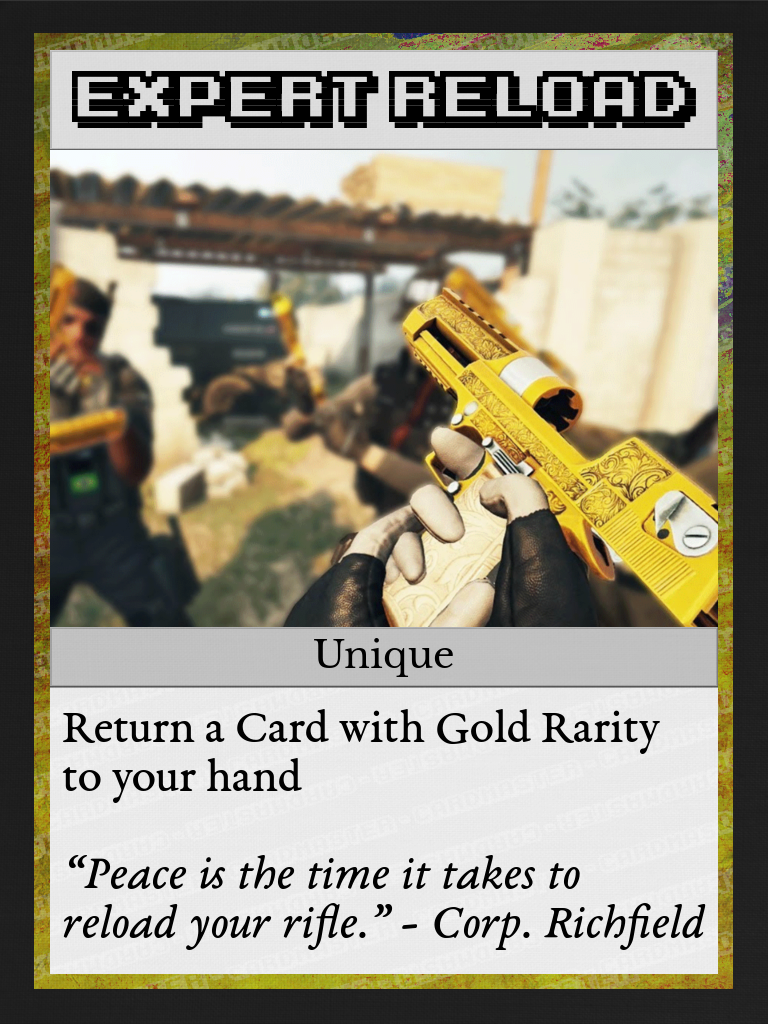 EXPERT RELOAD
Unique
Return a Card with Gold Rarity
to your hand
“Peace is the time it takes to
reload your rifle.” - Corp. Richfield